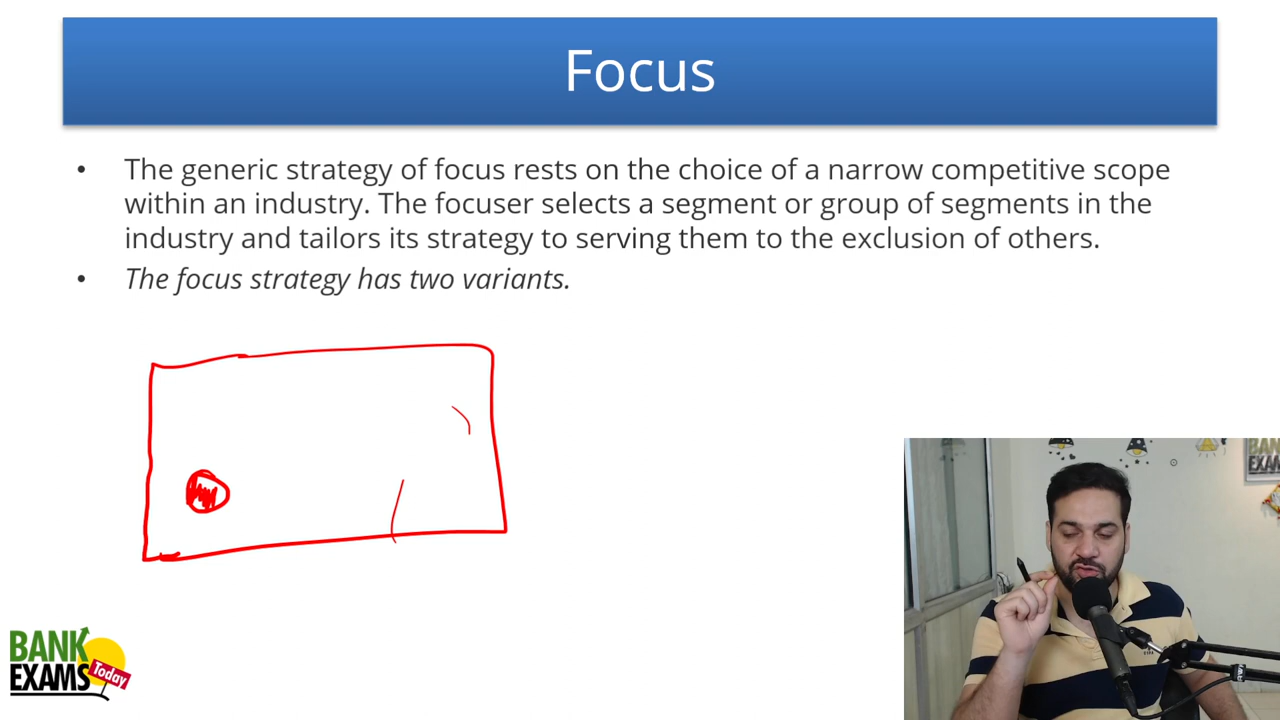 Focus
• The generic strategy of focus rests on the choice of a narrow competitive scope
within an industry. The focuser selects a segment or group of segments in the
industry and tailors its strategy to serving them to the exclusion of others.
• The focus strategy has two variants.
BANK
EXAMS
Today
BANK
EXAMS